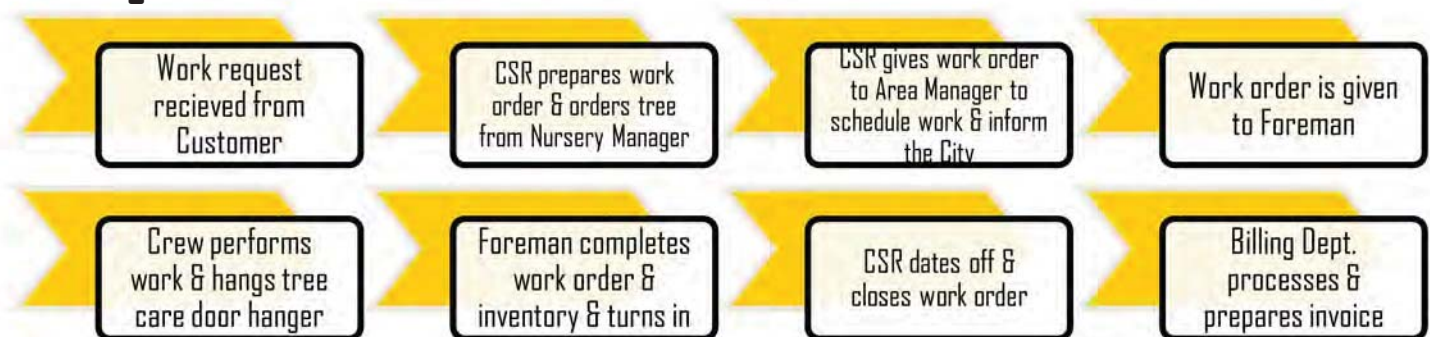 Work request
recieved from
Customer
CSR prepares work
order & orders tree
from Nursery Manager
CSR gives work order
to Area Manager to
schedule work & inform
the City
Work order is given
to Foreman
Crew performs
work & hangs tree
care door hanger
Foreman completes
work order &
inventory & turns in
CSR dates off &
closes work order
Billing Dept.
processes &
prepares invoice